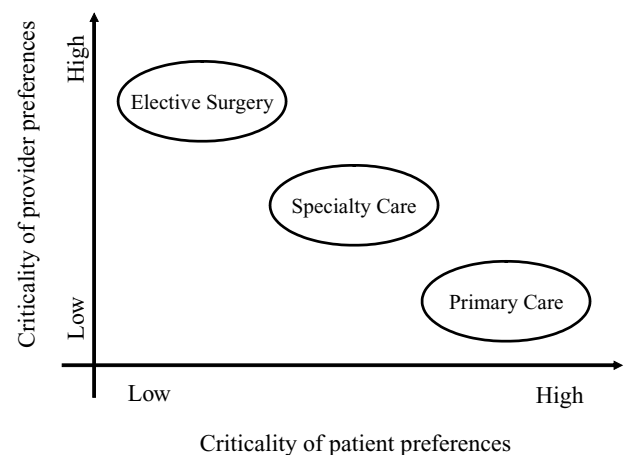 Criticality of provider preferences
High
Low
Elective Surgery
Specialty Care
Primary Care
Low
High
Criticality of patient preferences